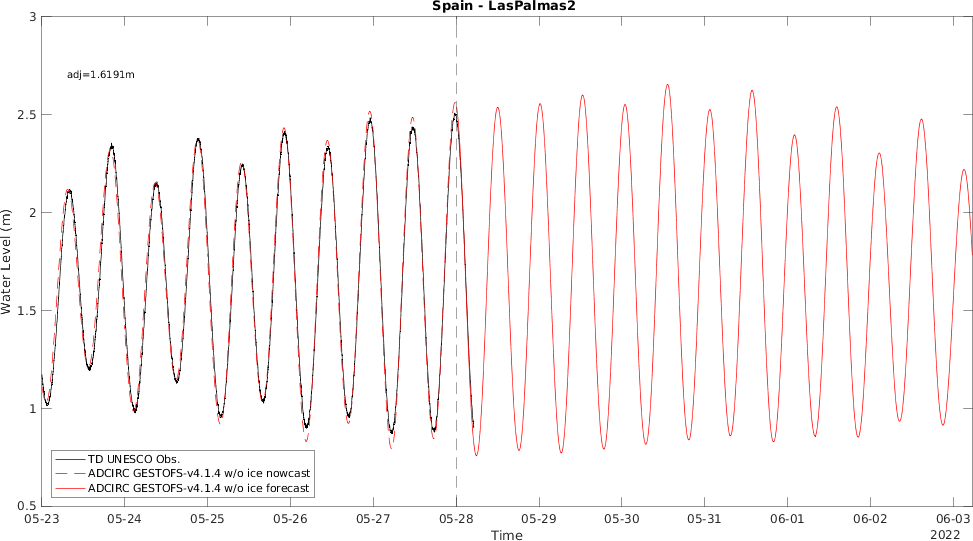 Spain - LasPalmas2
adj=1.6191m
3
2.5
2
1.5
1
0.5
Water Level (m)
TD UNESCO Obs.
ADCIRC GESTOFS-v4.1.4 w/o ice nowcast
ADCIRC GESTOFS-v4.1.4 w/o ice forecast
05-23 05-24 05-25 05-26 05-27 05-28 05-29 05-30 05-31 06-01 06-02 06-03
Time
2022